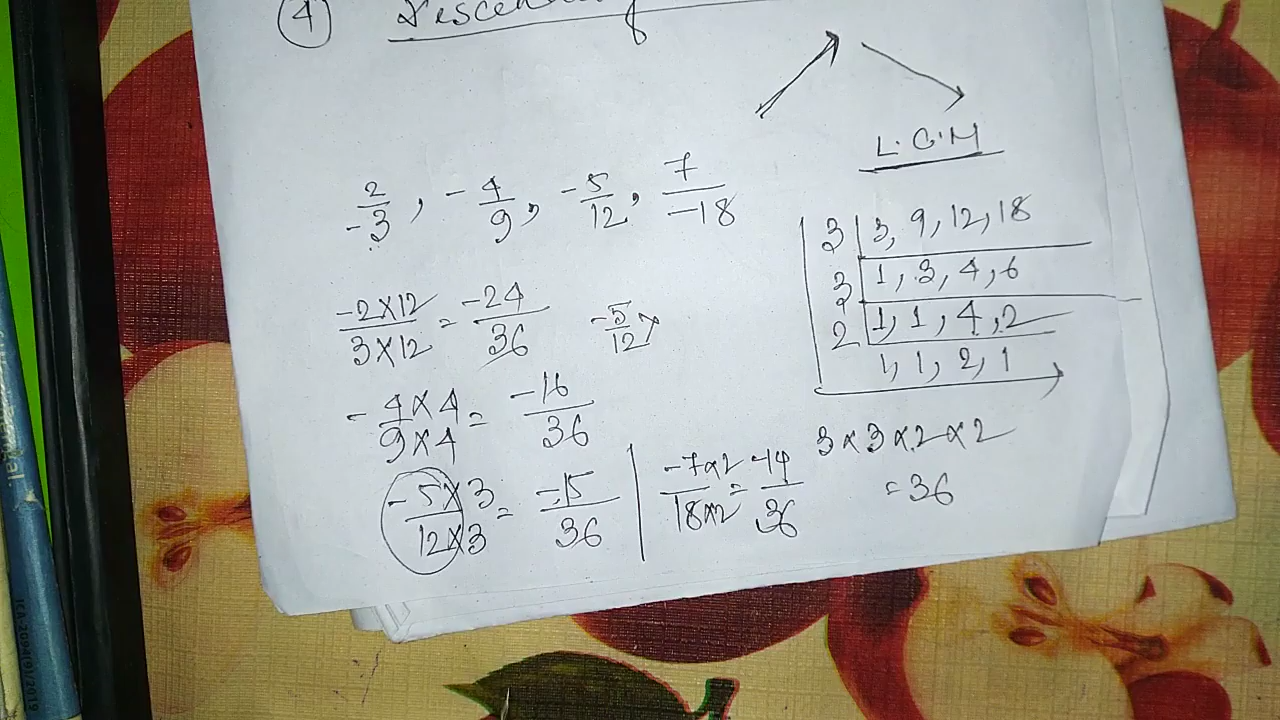 4
2/-3 , - 4/9 , -5/12 , 7/-18
-2×12/3×12 = -24/36 -5/12
- 4×4/9×4 = -16/36
-5×3/12×3 = -15/36 | -7×2/18×2 = -14/36
L.C.M
3 | 3, 9, 12, 18
3 | 1, 3, 4, 6
2 | 1, 1, 4, 2
1, 1, 2, 1
3×3×2×2
=36